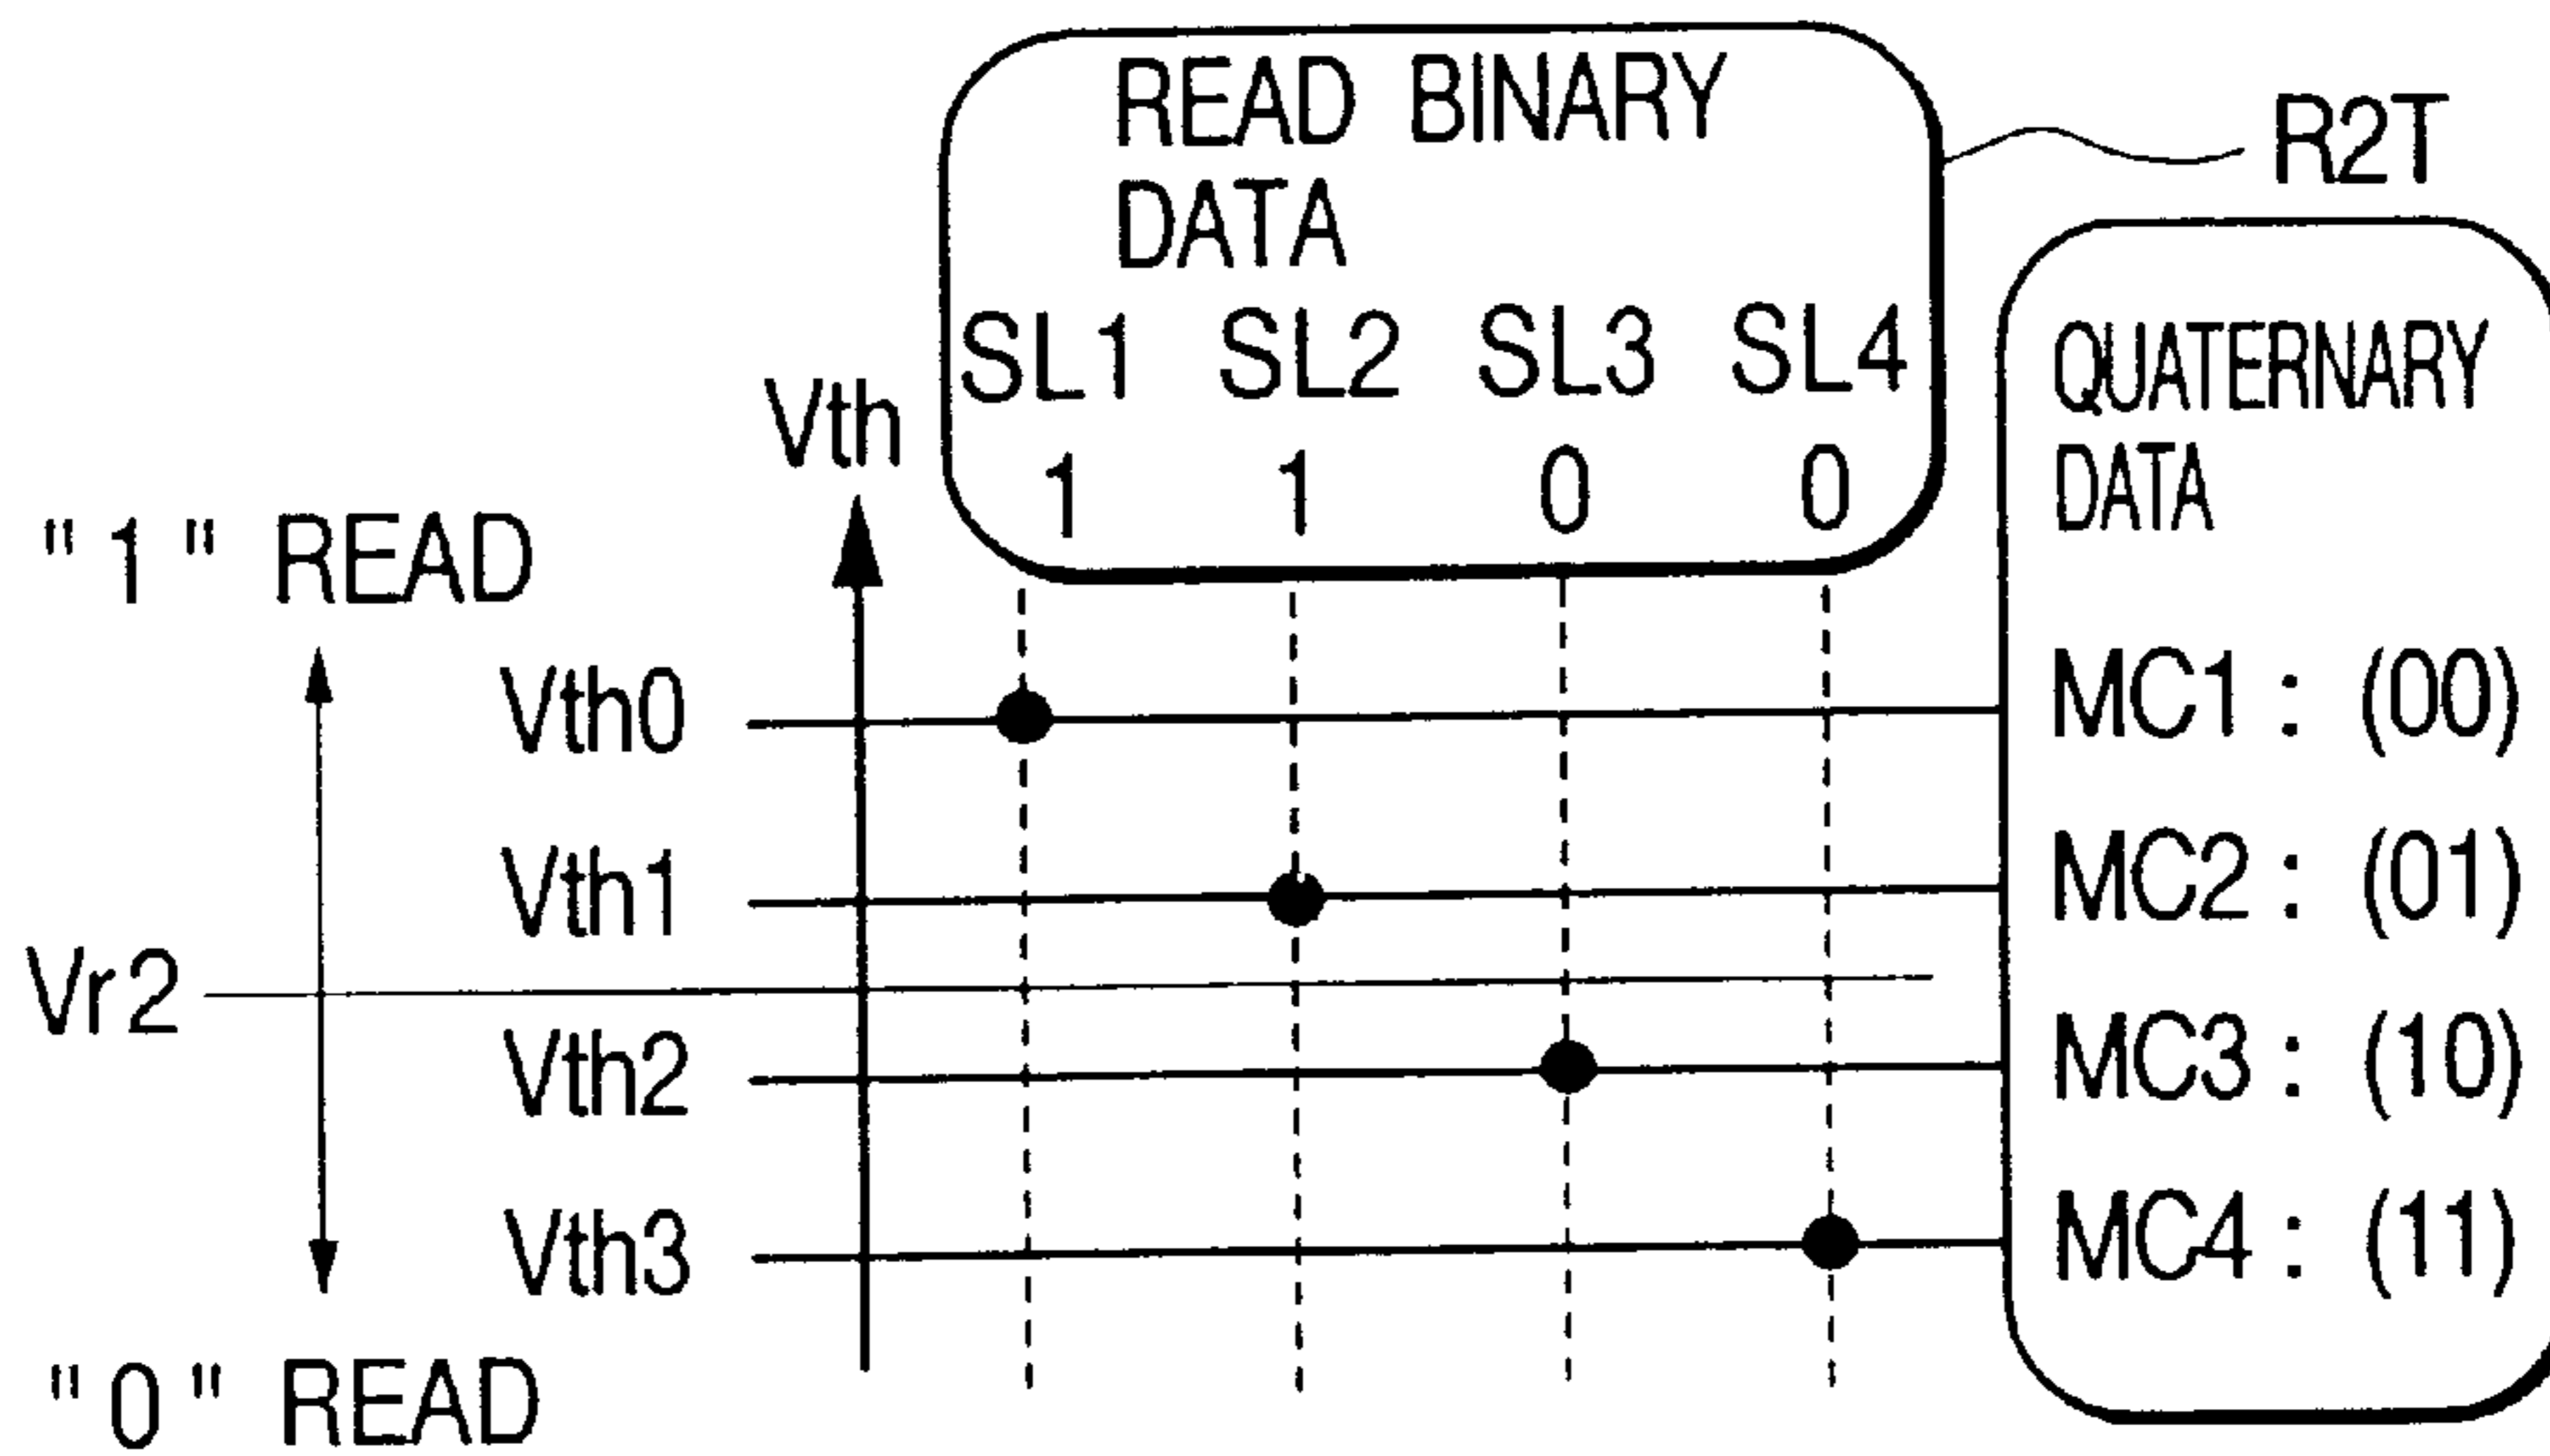 READ BINARY
DATA
R2T
SL1 SL2 SL3 SL4
1 1 0 0
Vth
QUATERNARY
DATA
" 1 " READ
Vth0
MC1 : (00)
Vth1
MC2 : (01)
Vr2
Vth2
MC3 : (10)
Vth3
MC4 : (11)
" 0 " READ